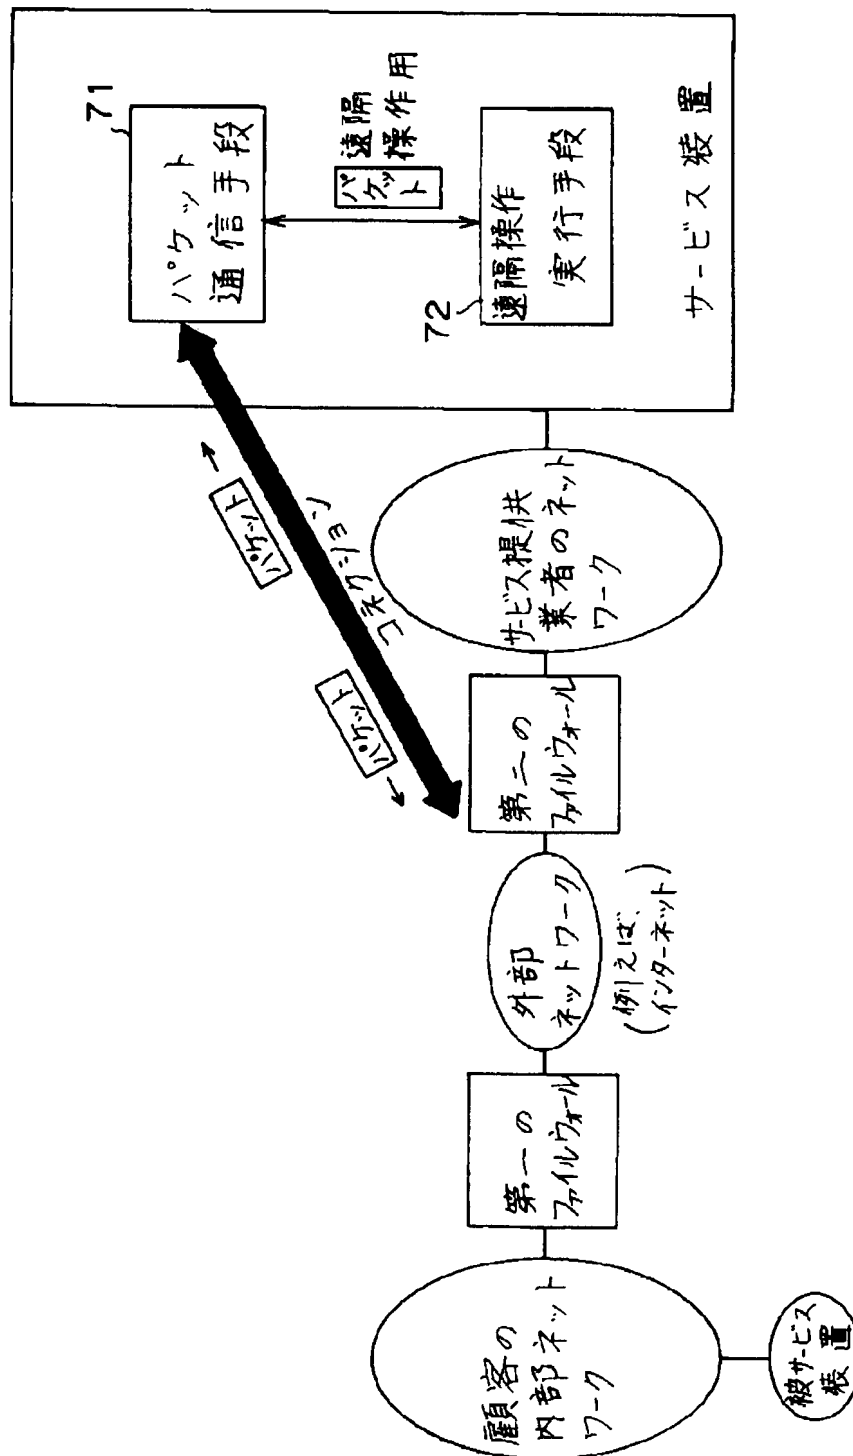 71
パケット
通信手段
パケット
遠隔
操作用
72
遠隔操作
実行手段
サービス装置
パケット
→
コネクション
パケット
←
サービス提供
業者のネット
ワーク
第二の
ファイルウォール
外部
ネットワーク
(例えば、
インターネット)
第一の
ファイルウォール
顧客の
内部ネット
ワーク
被サービス
装置